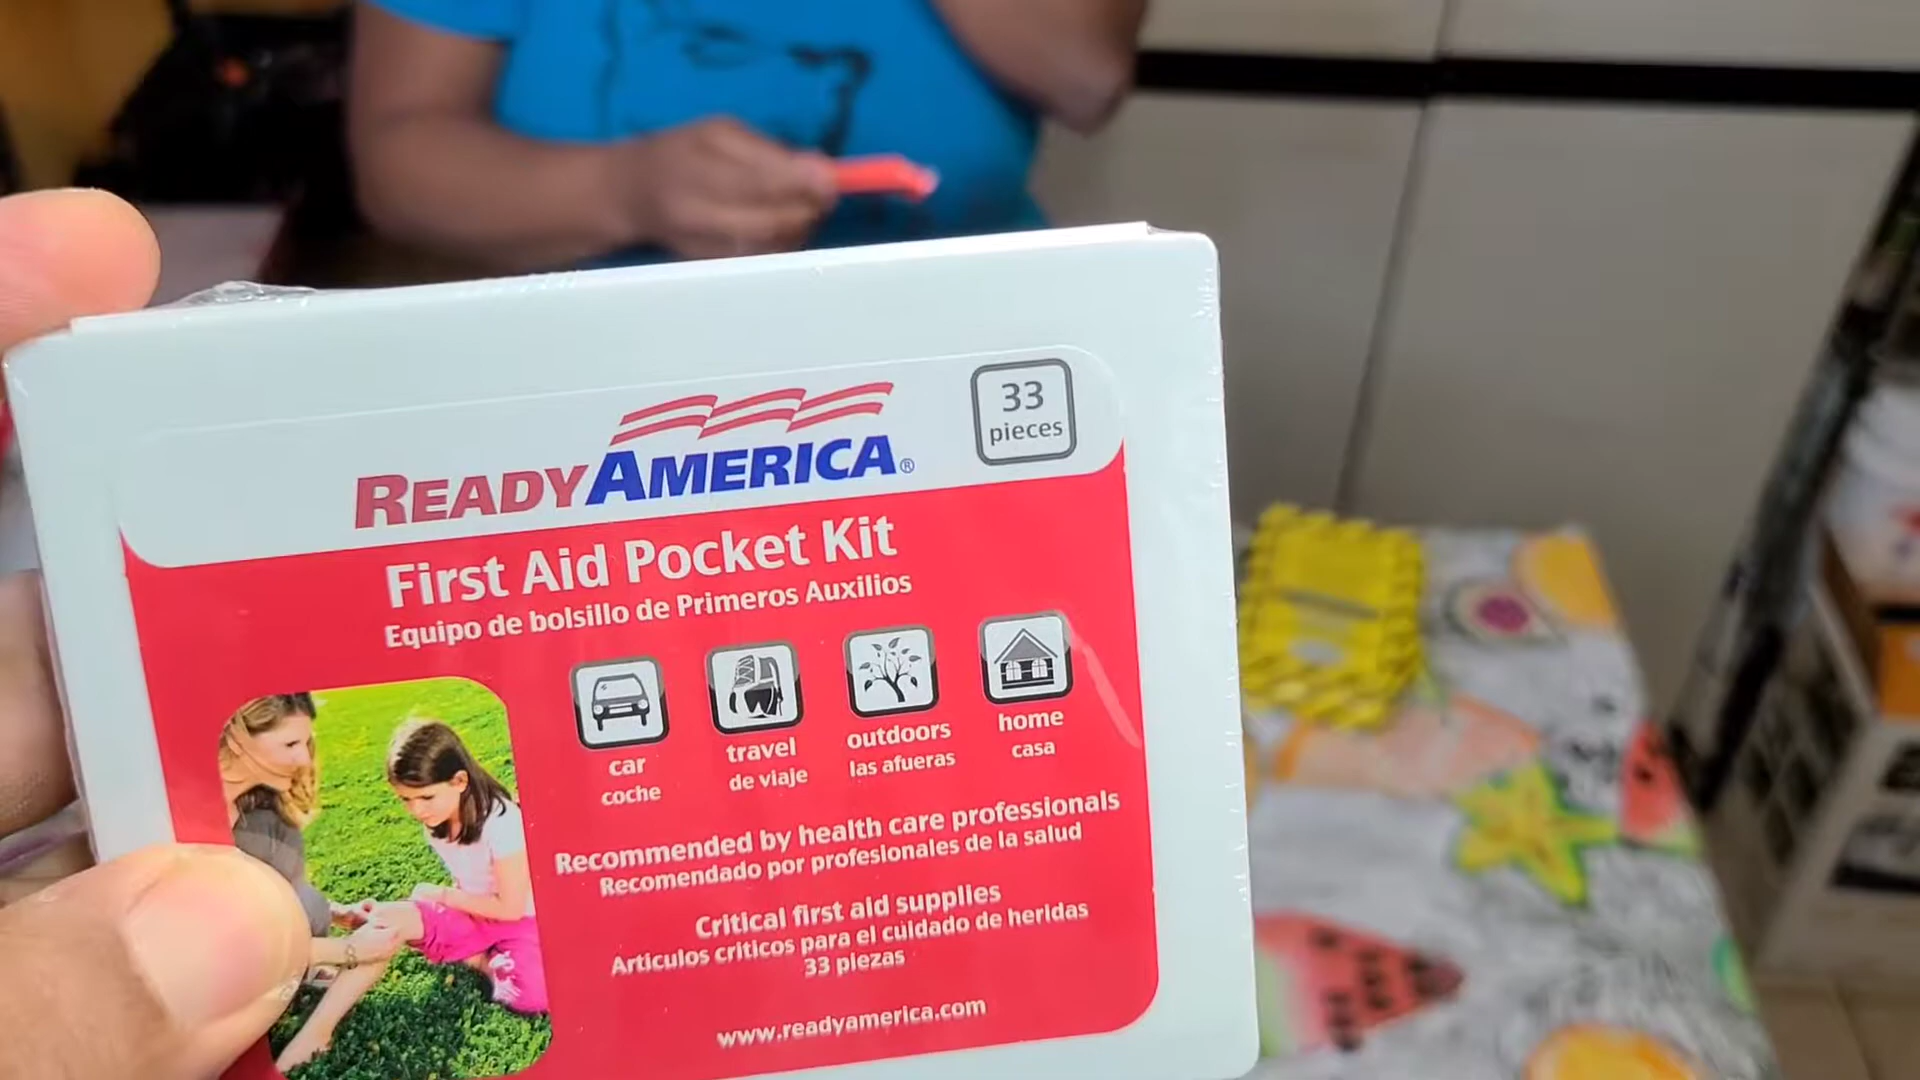 33
pieces
READYAMERICA®
First Aid Pocket Kit
Equipo de bolsillo de Primeros Auxilios
car
coche
travel
de viaje
outdoors
las afueras
home
casa
Recommended by health care professionals
Recomendado por profesionales de la salud
Critical first aid supplies
Articulos criticos para el cuidado de heridas
33 piezas
www.readyamerica.com